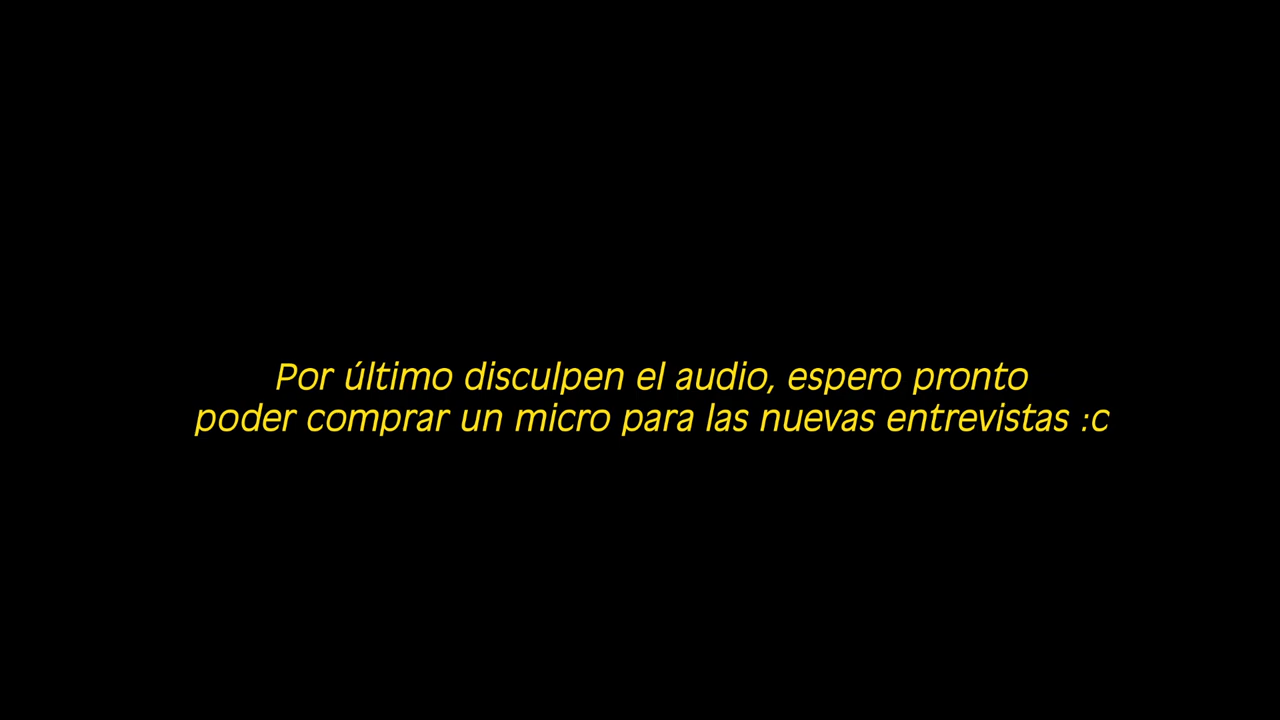 Por último disculpen el audio, espero pronto
poder comprar un micro para las nuevas entrevistas :c